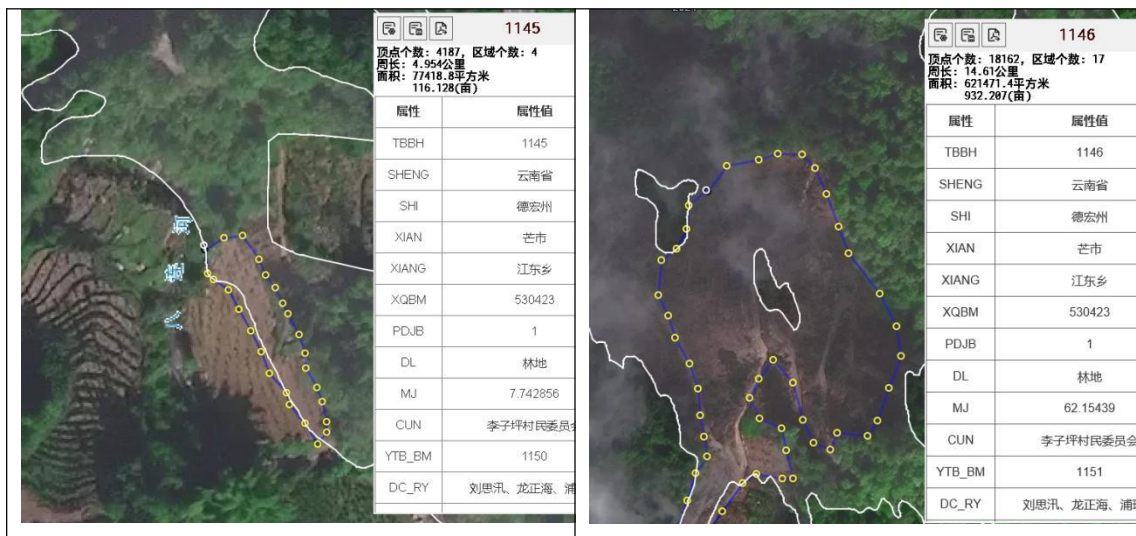 1145
顶点个数: 4187, 区域个数: 4
周长: 4.954公里
面积: 77418.8平方米
116.128(亩)
属性 属性值
TBBH 1145
SHENG 云南省
SHI 德宏州
XIAN 芒市
XIANG 江东乡
XQBM 530423
PDJB 1
DL 林地
MJ 7.742856
CUN 李子坪村民委员会
YTB_BM 1150
DC_RY 刘思汛、龙正海、浦
1146
顶点个数: 18162, 区域个数: 17
周长: 14.61公里
面积: 621471.4平方米
932.207(亩)
属性 属性值
TBBH 1146
SHENG 云南省
SHI 德宏州
XIAN 芒市
XIANG 江东乡
XQBM 530423
PDJB 1
DL 林地
MJ 62.15439
CUN 李子坪村民委员会
YTB_BM 1151
DC_RY 刘思汛、龙正海、浦